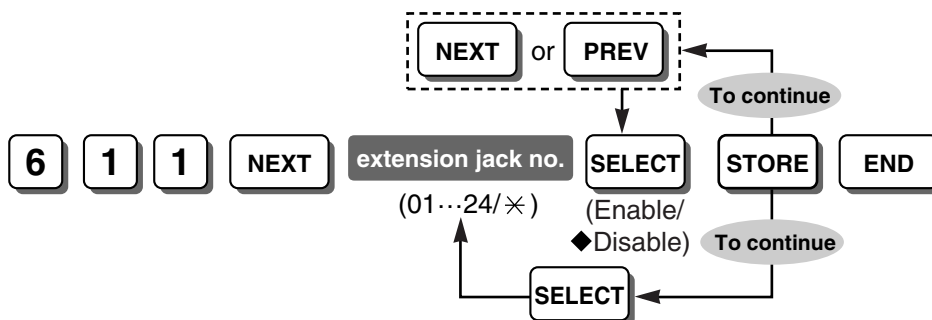 NEXT or PREV
To continue
6 1 1 NEXT extension jack no. SELECT STORE END
(01···24/✳) (Enable/
◆Disable) To continue
SELECT